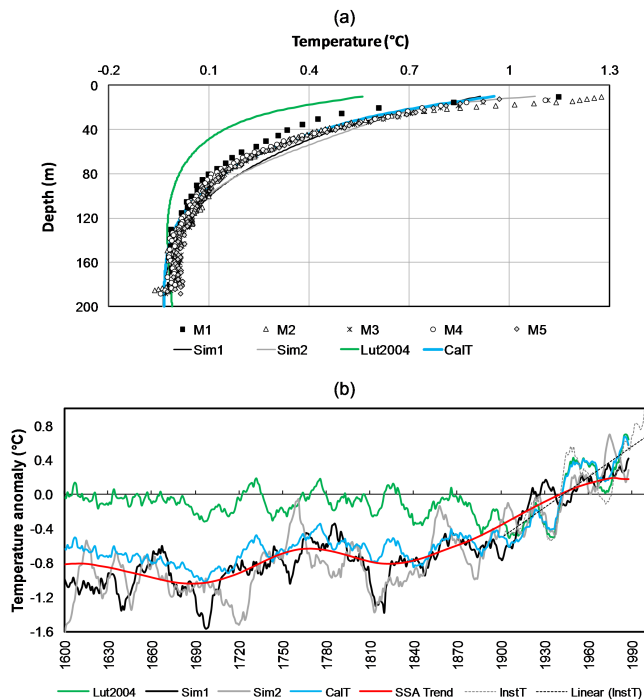 (a)
Temperature (°C)
-0.2 0.1 0.4 0.7 1 1.3
0
40
80
120
160
200
Depth (m)
M1 M2 M3 M4 M5
Sim1 Sim2 Lut2004 CalT
(b)
0.8
0.4
0.0
-0.4
-0.8
-1.2
-1.6
Temperature anomaly (°C)
1600 1630 1660 1690 1720 1750 1780 1810 1840 1870 1900 1930 1960 1990
Lut2004 Sim1 Sim2 CalT SSA Trend InstT Linear (InstT)